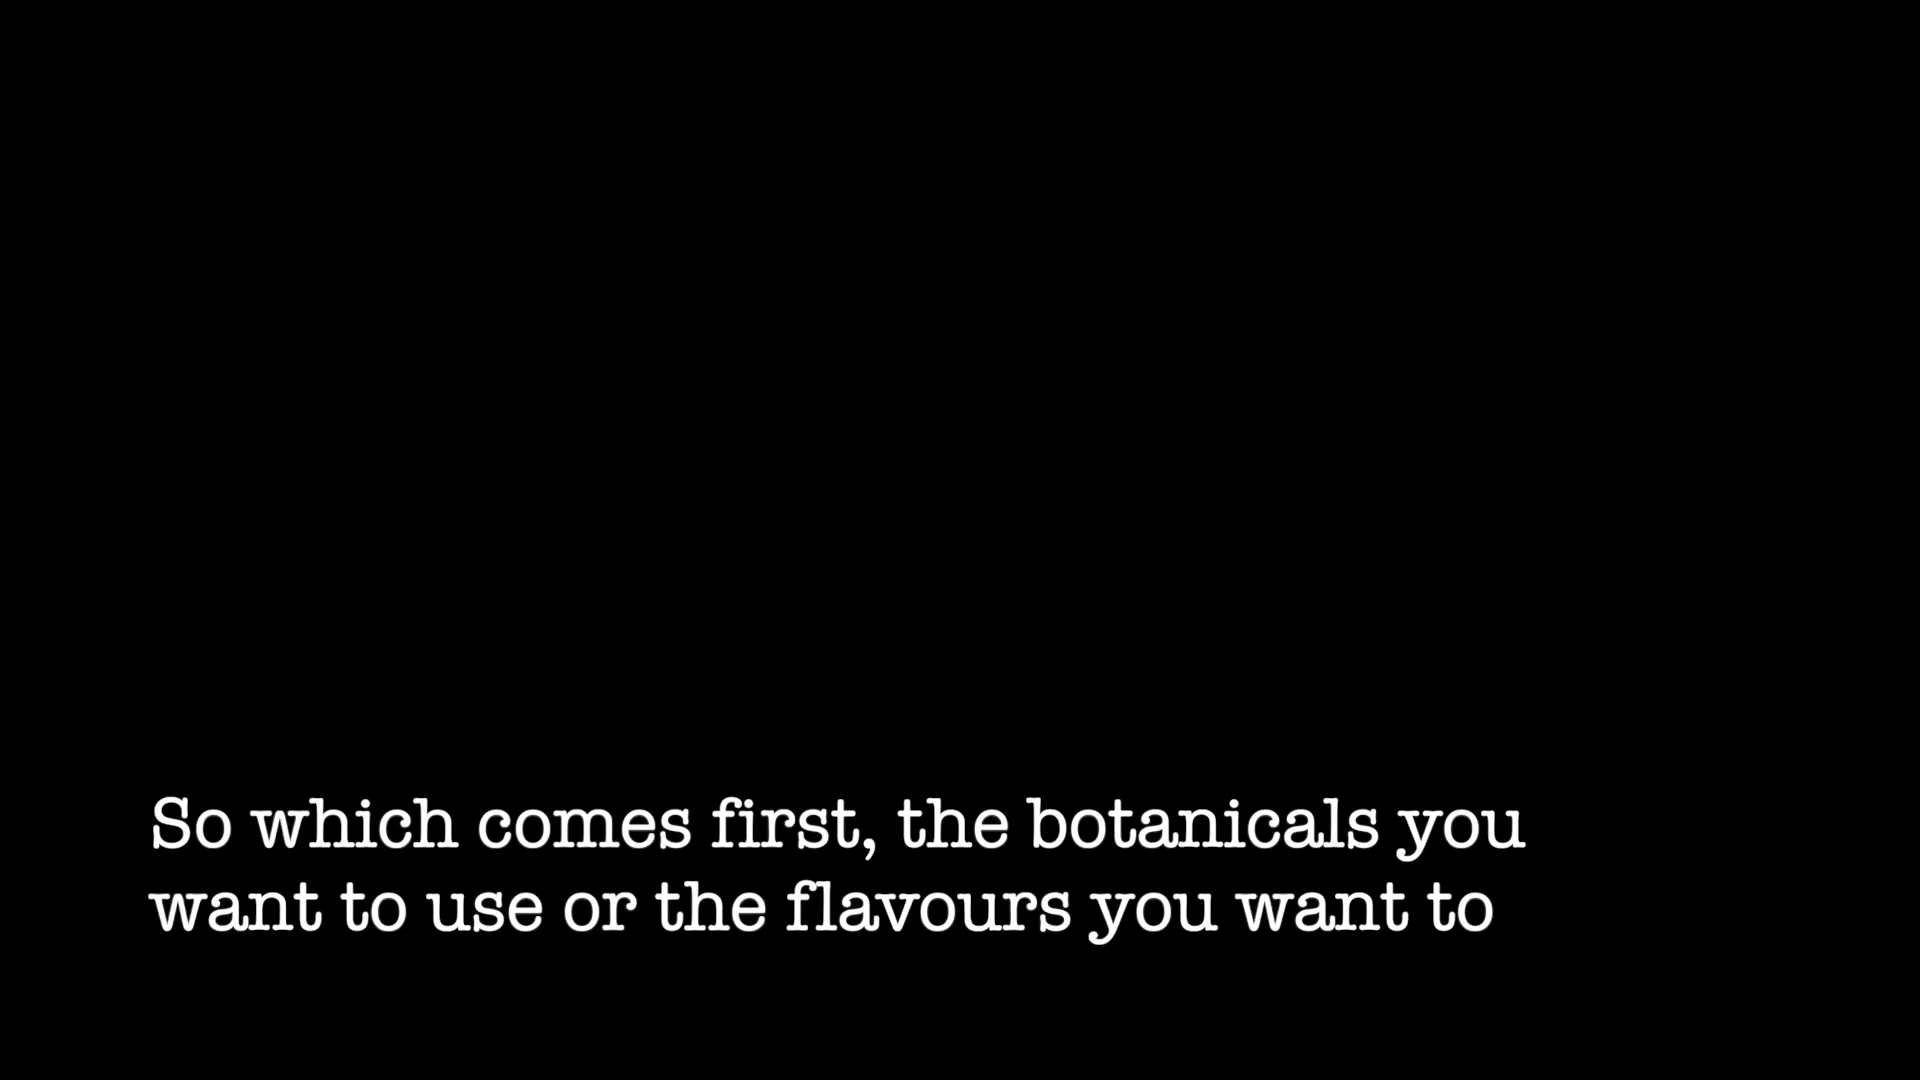 So which comes first, the botanicals you
want to use or the flavours you want to